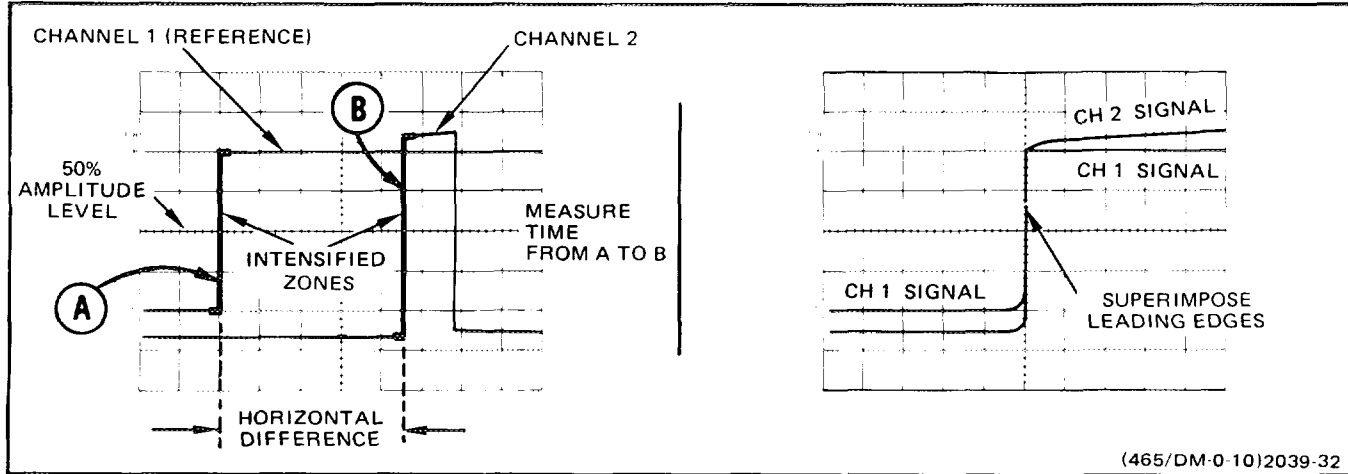 CHANNEL 1 (REFERENCE)
CHANNEL 2
B
50%
AMPLITUDE
LEVEL
INTENSIFIED
ZONES
MEASURE
TIME
FROM A TO B
A
HORIZONTAL
DIFFERENCE
CH 2 SIGNAL
CH 1 SIGNAL
CH 1 SIGNAL
SUPERIMPOSE
LEADING EDGES
(465/DM-0-10)2039-32